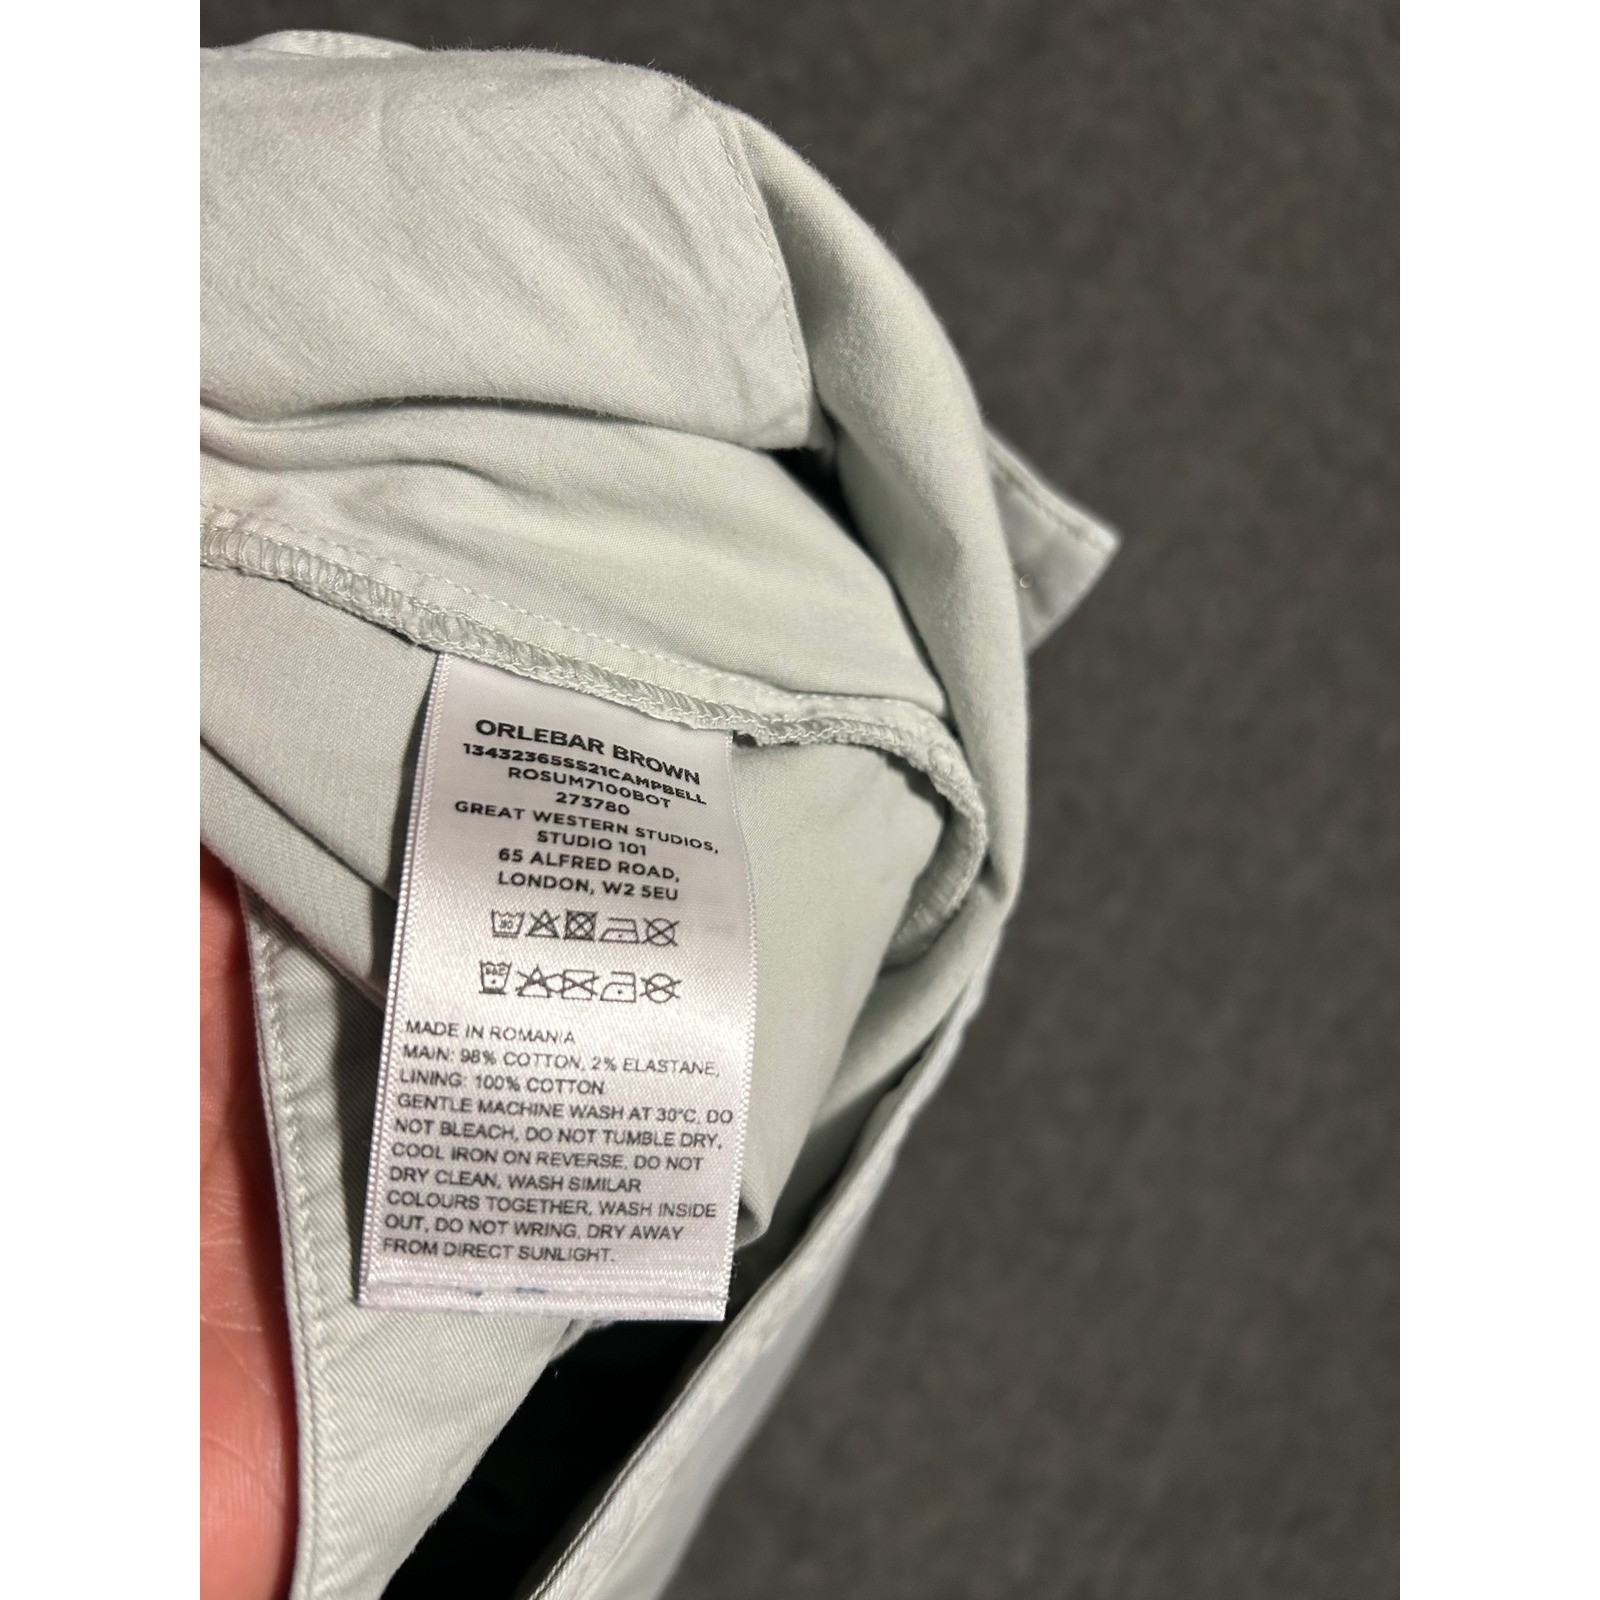 ORLEBAR BROWN
13432365SS21CAMPBELL
ROSUM7100BOT
273780
GREAT WESTERN STUDIOS,
STUDIO 101
65 ALFRED ROAD,
LONDON, W2 5EU
30
MADE IN ROMANIA
MAIN: 98% COTTON, 2% ELASTANE,
LINING: 100% COTTON
GENTLE MACHINE WASH AT 30°C, DO
NOT BLEACH, DO NOT TUMBLE DRY,
COOL IRON ON REVERSE, DO NOT
DRY CLEAN, WASH SIMILAR
COLOURS TOGETHER, WASH INSIDE
OUT, DO NOT WRING, DRY AWAY
FROM DIRECT SUNLIGHT.